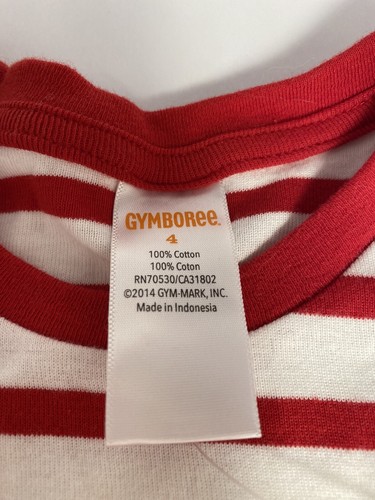 GYMBOREE.
4
100% Cotton
100% Coton
RN70530/CA31802
©2014 GYM-MARK, INC.
Made in Indonesia